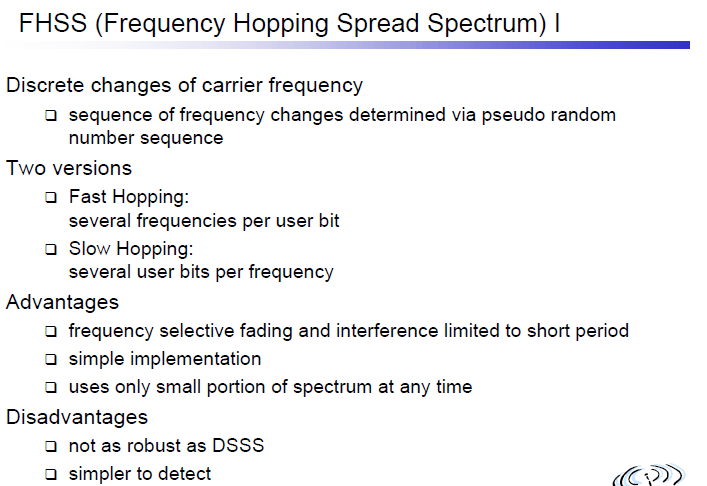 FHSS (Frequency Hopping Spread Spectrum) I
Discrete changes of carrier frequency
❑ sequence of frequency changes determined via pseudo random
number sequence
Two versions
❑ Fast Hopping:
several frequencies per user bit
❑ Slow Hopping:
several user bits per frequency
Advantages
❑ frequency selective fading and interference limited to short period
❑ simple implementation
❑ uses only small portion of spectrum at any time
Disadvantages
❑ not as robust as DSSS
❑ simpler to detect